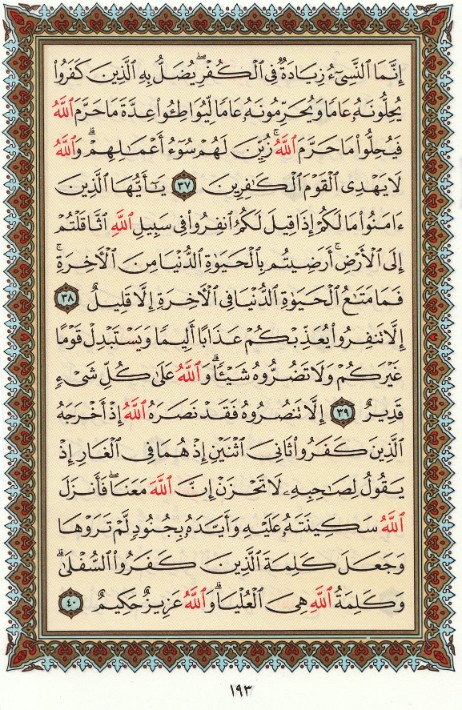 إِنَّمَا ٱلنَّسِىٓءُ زِيَادَةٌ فِى ٱلْكُفْرِ ۖ يُضَلُّ بِهِ ٱلَّذِينَ كَفَرُوا۟
يُحِلُّونَهُۥ عَامًا وَيُحَرِّمُونَهُۥ عَامًا لِّيُوَاطِـُٔوا۟ عِدَّةَ مَا حَرَّمَ ٱللَّهُ
فَيُحِلُّوا۟ مَا حَرَّمَ ٱللَّهُ ۚ زُيِّنَ لَهُمْ سُوٓءُ أَعْمَـٰلِهِمْ ۗ وَٱللَّهُ
لَا يَهْدِى ٱلْقَوْمَ ٱلْكَـٰفِرِينَ ٣٧ يَـٰٓأَيُّهَا ٱلَّذِينَ
ءَامَنُوا۟ مَا لَكُمْ إِذَا قِيلَ لَكُمُ ٱنفِرُوا۟ فِى سَبِيلِ ٱللَّهِ ٱثَّاقَلْتُمْ
إِلَى ٱلْأَرْضِ ۚ أَرَضِيتُم بِٱلْحَيَوٰةِ ٱلدُّنْيَا مِنَ ٱلْـَٔاخِرَةِ ۚ
فَمَا مَتَـٰعُ ٱلْحَيَوٰةِ ٱلدُّنْيَا فِى ٱلْـَٔاخِرَةِ إِلَّا قَلِيلٌ ٣٨
إِلَّا تَنفِرُوا۟ يُعَذِّبْكُمْ عَذَابًا أَلِيمًا وَيَسْتَبْدِلْ قَوْمًا
غَيْرَكُمْ وَلَا تَضُرُّوهُ شَيْـًٔا ۗ وَٱللَّهُ عَلَىٰ كُلِّ شَىْءٍ
قَدِيرٌ ٣٩ إِلَّا تَنصُرُوهُ فَقَدْ نَصَرَهُ ٱللَّهُ إِذْ أَخْرَجَهُ
ٱلَّذِينَ كَفَرُوا۟ ثَانِىَ ٱثْنَيْنِ إِذْ هُمَا فِى ٱلْغَارِ إِذْ
يَقُولُ لِصَـٰحِبِهِۦ لَا تَحْزَنْ إِنَّ ٱللَّهَ مَعَنَا ۖ فَأَنزَلَ
ٱللَّهُ سَكِينَتَهُۥ عَلَيْهِ وَأَيَّدَهُۥ بِجُنُودٍ لَّمْ تَرَوْهَا
وَجَعَلَ كَلِمَةَ ٱلَّذِينَ كَفَرُوا۟ ٱلسُّفْلَىٰ ۗ
وَكَلِمَةُ ٱللَّهِ هِىَ ٱلْعُلْيَا ۗ وَٱللَّهُ عَزِيزٌ حَكِيمٌ ٤٠
١٩٣